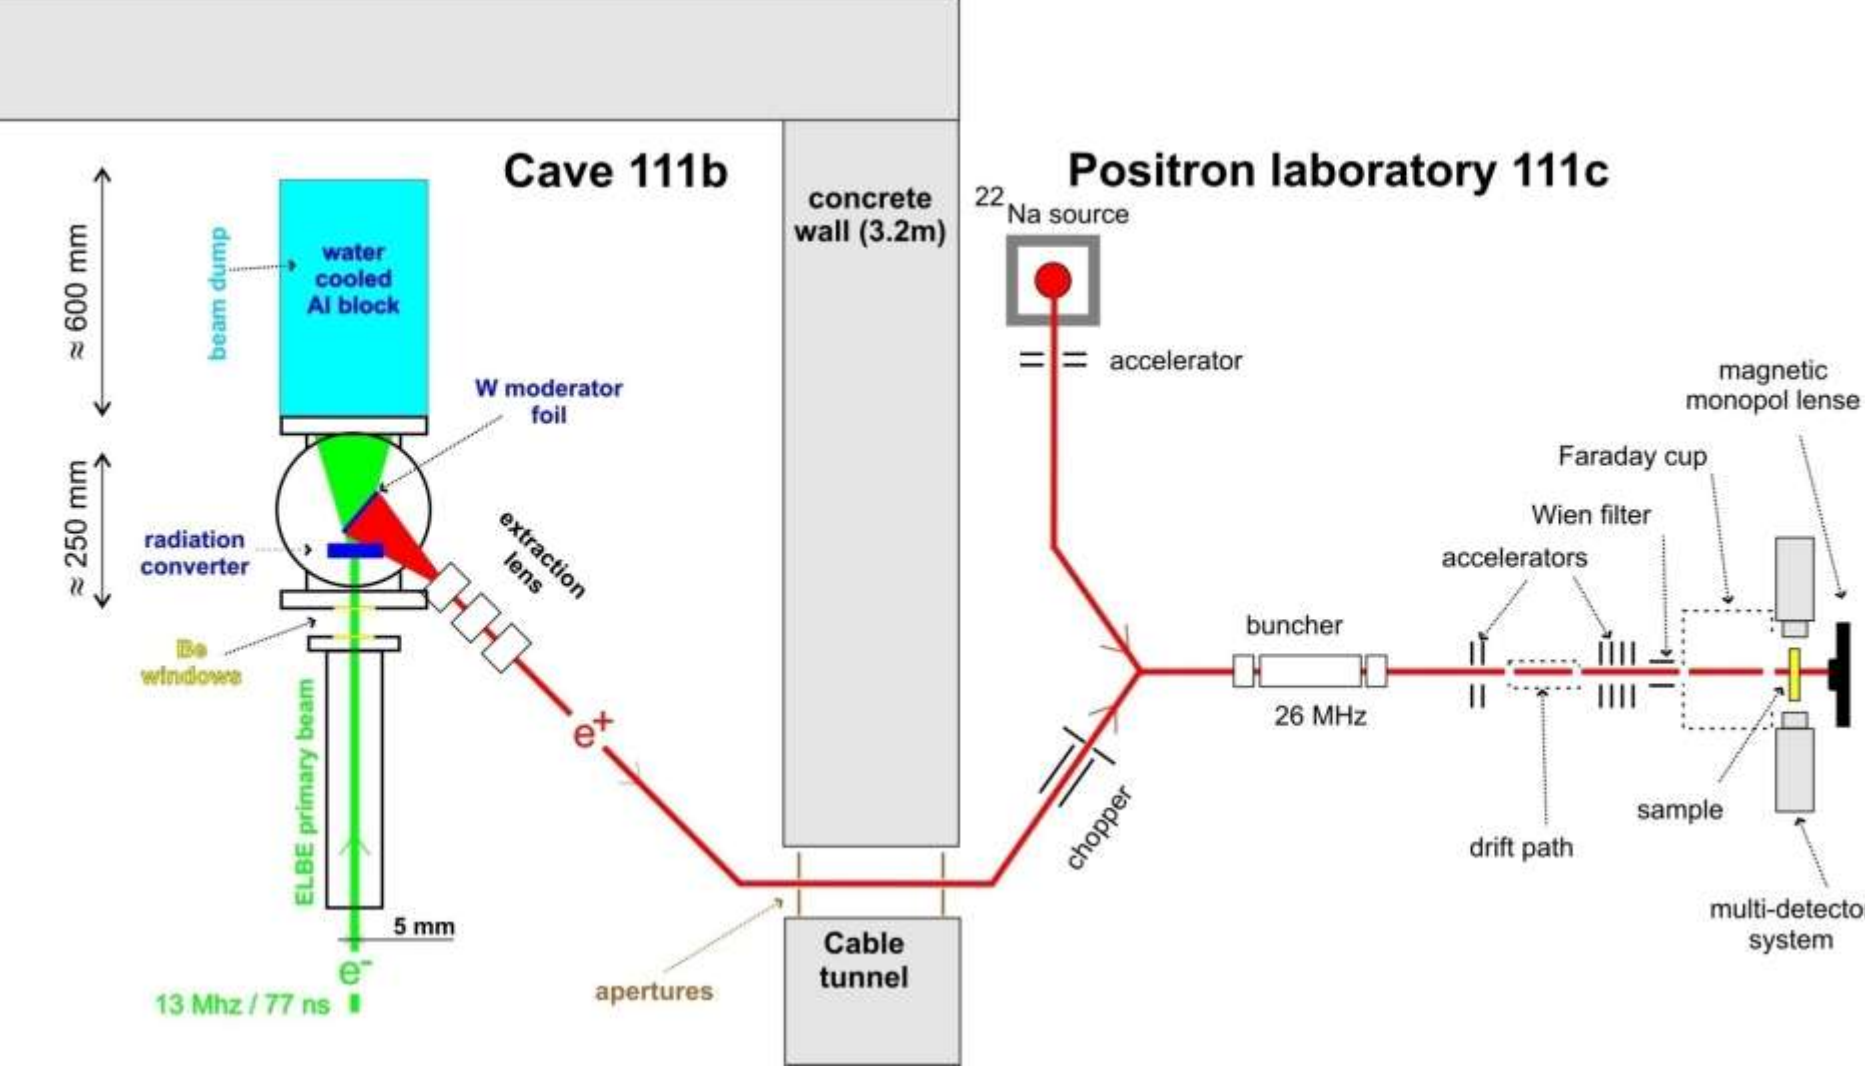 Cave 111b
Positron laboratory 111c
concrete
wall (3.2m)
22
Na source
≈ 600 mm
beam dump
water
cooled
Al block
accelerator
W moderator
foil
magnetic
monopol lense
Faraday cup
≈ 250 mm
radiation
converter
extraction
lens
Wien filter
accelerators
Be
windows
buncher
26 MHz
e+
ELBE primary beam
chopper
sample
drift path
5 mm
e-
13 Mhz / 77 ns
apertures
Cable
tunnel
multi-detecto
system